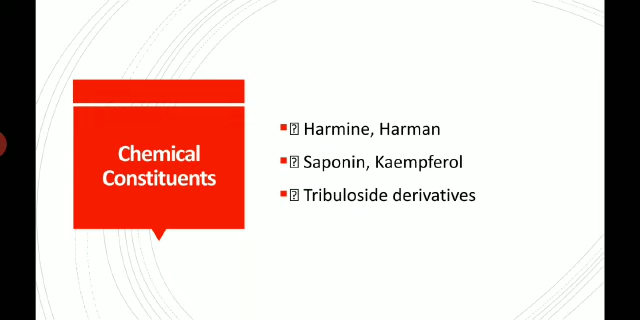 Chemical
Constituents
Harmine, Harman
Saponin, Kaempferol
Tribuloside derivatives